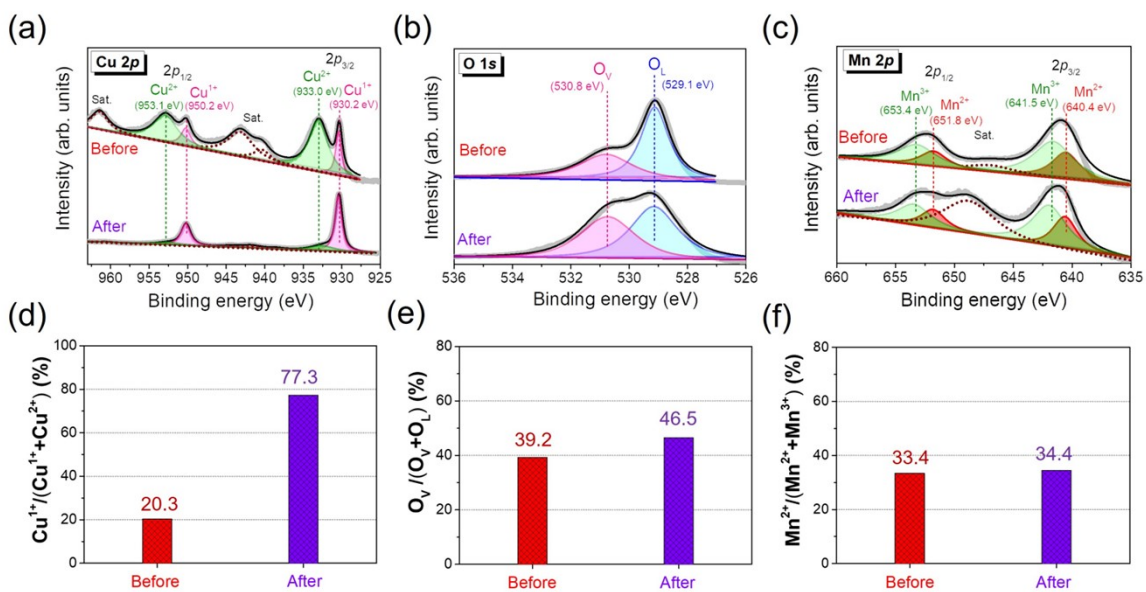 (a)
Cu 2p
2p1/2
2p3/2
Cu2+
Cu1+
(953.1 eV)
(950.2 eV)
Cu2+
(933.0 eV)
Cu1+
(930.2 eV)
Sat.
Sat.
Before
After
Intensity (arb. units)
960 955 950 945 940 935 930 925
Binding energy (eV)
(b)
O 1s
OV
(530.8 eV)
OL
(529.1 eV)
Before
After
Intensity (arb. units)
536 534 532 530 528 526
Binding energy (eV)
(c)
Mn 2p
2p1/2
2p3/2
Mn3+
(653.4 eV)
Mn2+
(651.8 eV)
Sat.
Mn3+
(641.5 eV)
Mn2+
(640.4 eV)
Before
After
Intensity (arb. units)
660 655 650 645 640 635
Binding energy (eV)
(d)
Cu1+/(Cu1++Cu2+) (%)
100
80
60
40
20
0
20.3
77.3
Before After
(e)
OV/(OV+OL) (%)
80
60
40
20
0
39.2
46.5
Before After
(f)
Mn2+/(Mn2++Mn3+) (%)
80
60
40
20
0
33.4
34.4
Before After